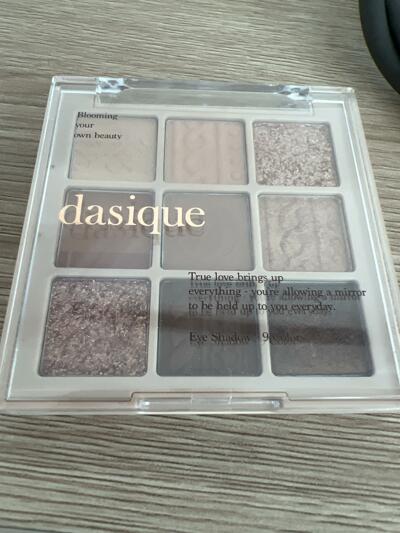 Blooming
your
own beauty
dasique
True love brings up
everything - you're allowing a mirror
to be held up to you everyday.
Eye Shadow 9colors